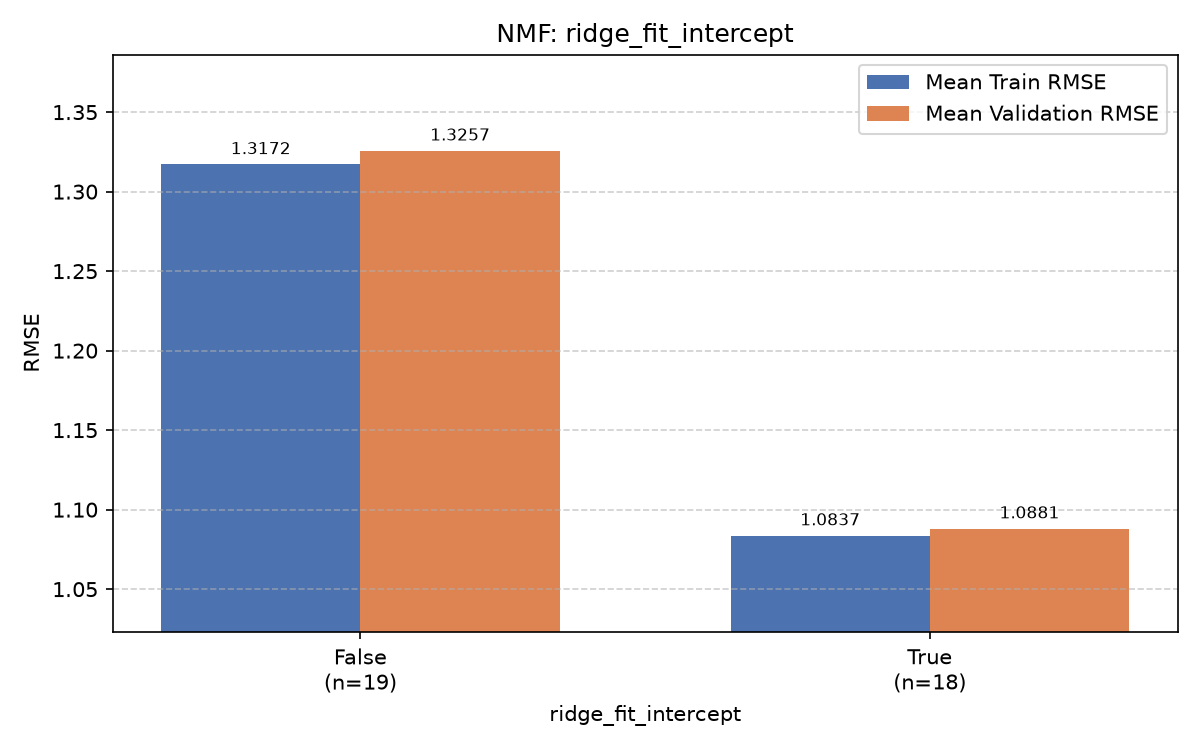 NMF: ridge_fit_intercept
Mean Train RMSE
Mean Validation RMSE
1.35
1.30
1.25
1.20
1.15
1.10
1.05
RMSE
1.3172
1.3257
1.0837
1.0881
False
(n=19)
True
(n=18)
ridge_fit_intercept